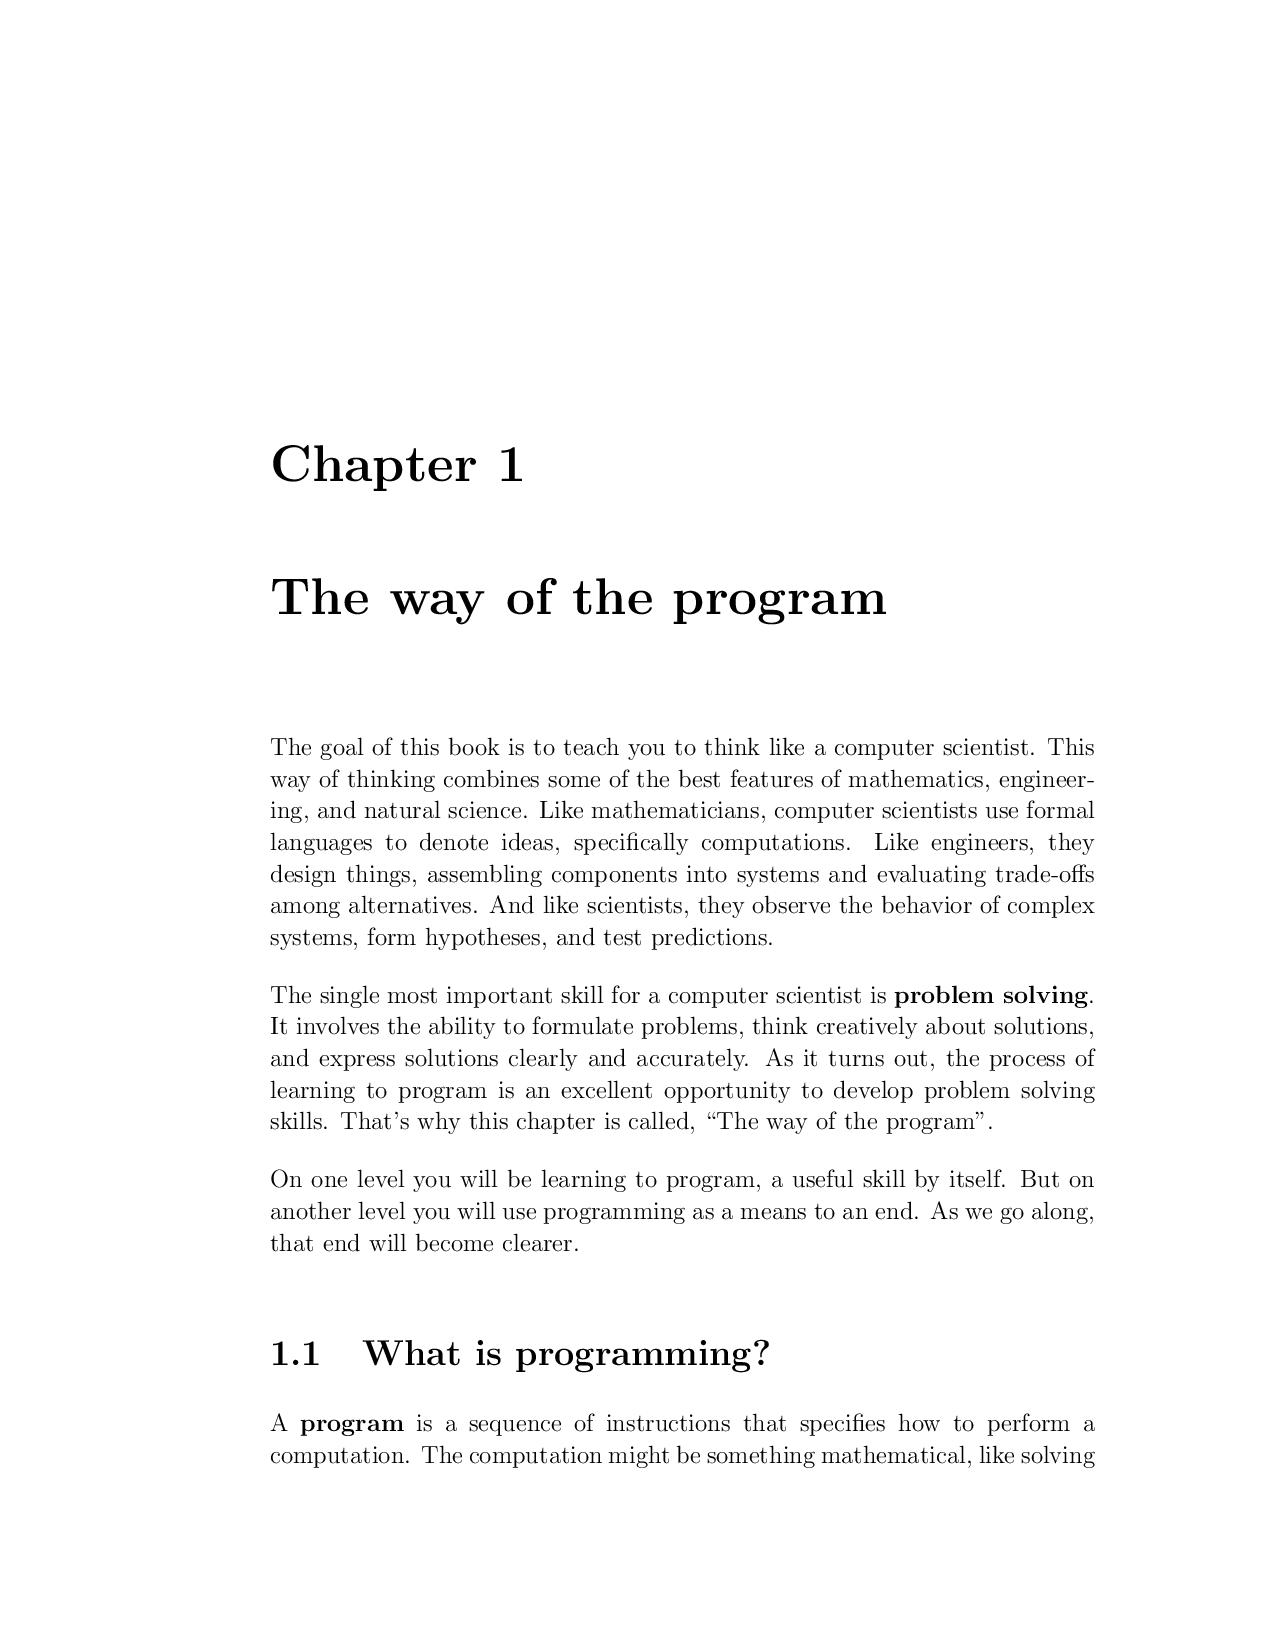 Chapter 1
The way of the program
The goal of this book is to teach you to think like a computer scientist. This
way of thinking combines some of the best features of mathematics, engineer-
ing, and natural science. Like mathematicians, computer scientists use formal
languages to denote ideas, specifically computations. Like engineers, they
design things, assembling components into systems and evaluating trade-offs
among alternatives. And like scientists, they observe the behavior of complex
systems, form hypotheses, and test predictions.
The single most important skill for a computer scientist is problem solving.
It involves the ability to formulate problems, think creatively about solutions,
and express solutions clearly and accurately. As it turns out, the process of
learning to program is an excellent opportunity to develop problem solving
skills. That's why this chapter is called, “The way of the program”.
On one level you will be learning to program, a useful skill by itself. But on
another level you will use programming as a means to an end. As we go along,
that end will become clearer.
1.1 What is programming?
A program is a sequence of instructions that specifies how to perform a
computation. The computation might be something mathematical, like solving